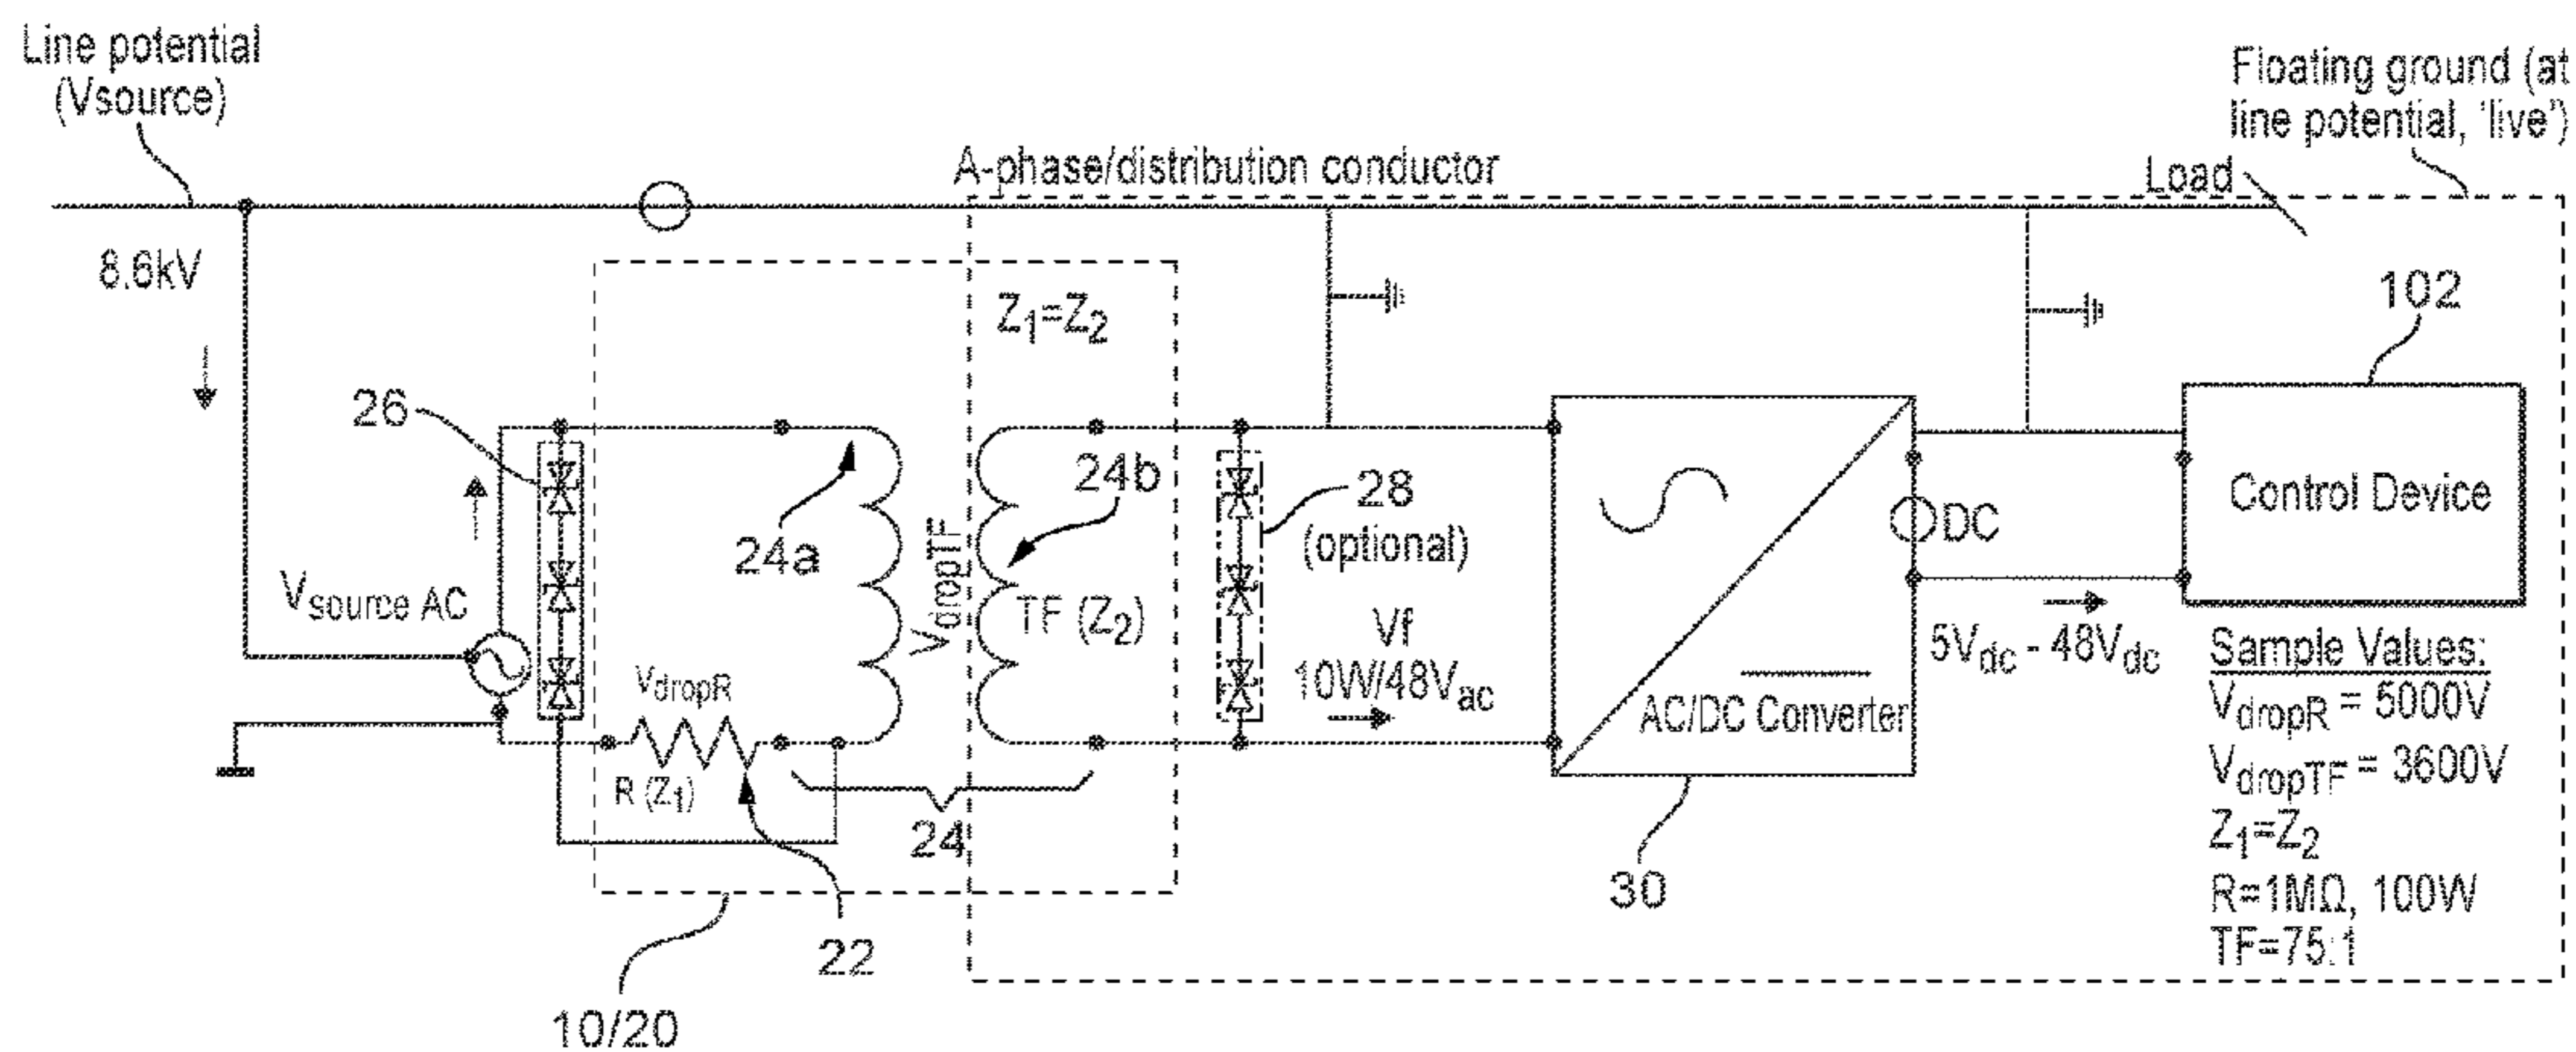 Line potential
(Vsource)
Floating ground (at
line potential, 'live')
A-phase/distribution conductor
Load
8.6kV
Z1=Z2
102
26
24a
24b
28
(optional)
DC
Control Device
Vsource AC
VdropTF
TF (Z2)
Vf
10W/48Vac
5Vdc - 48Vdc
VdropR
R (Z1)
AC/DC Converter
Sample Values:
VdropR = 5000V
VdropTF = 3600V
Z1=Z2
R=1MΩ, 100W
TF=75:1
24
30
22
10/20